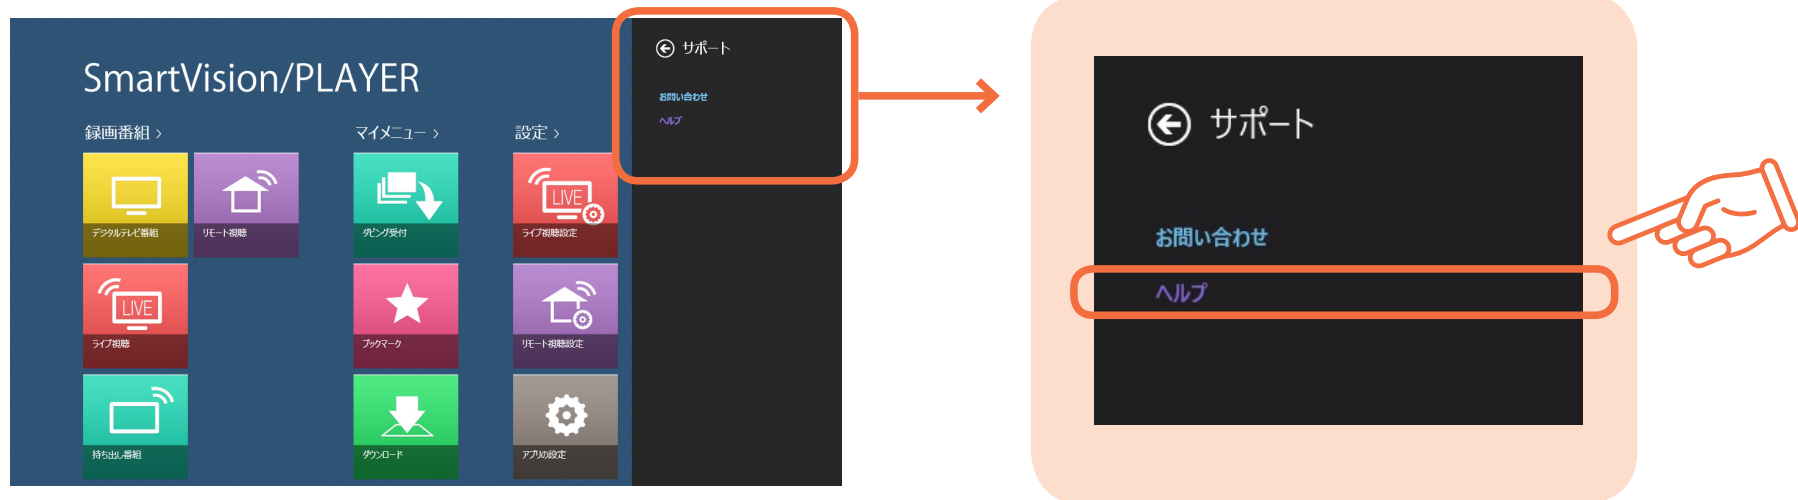 SmartVision/PLAYER
録画番組 >
マイメニュー >
設定 >
デジタルテレビ番組
リモート視聴
ダビング受付
LIVE
ライブ視聴設定
LIVE
ライブ視聴
ブックマーク
リモート視聴設定
持ち出し番組
ダウンロード
アプリの設定
サポート
お問い合わせ
ヘルプ
サポート
お問い合わせ
ヘルプ